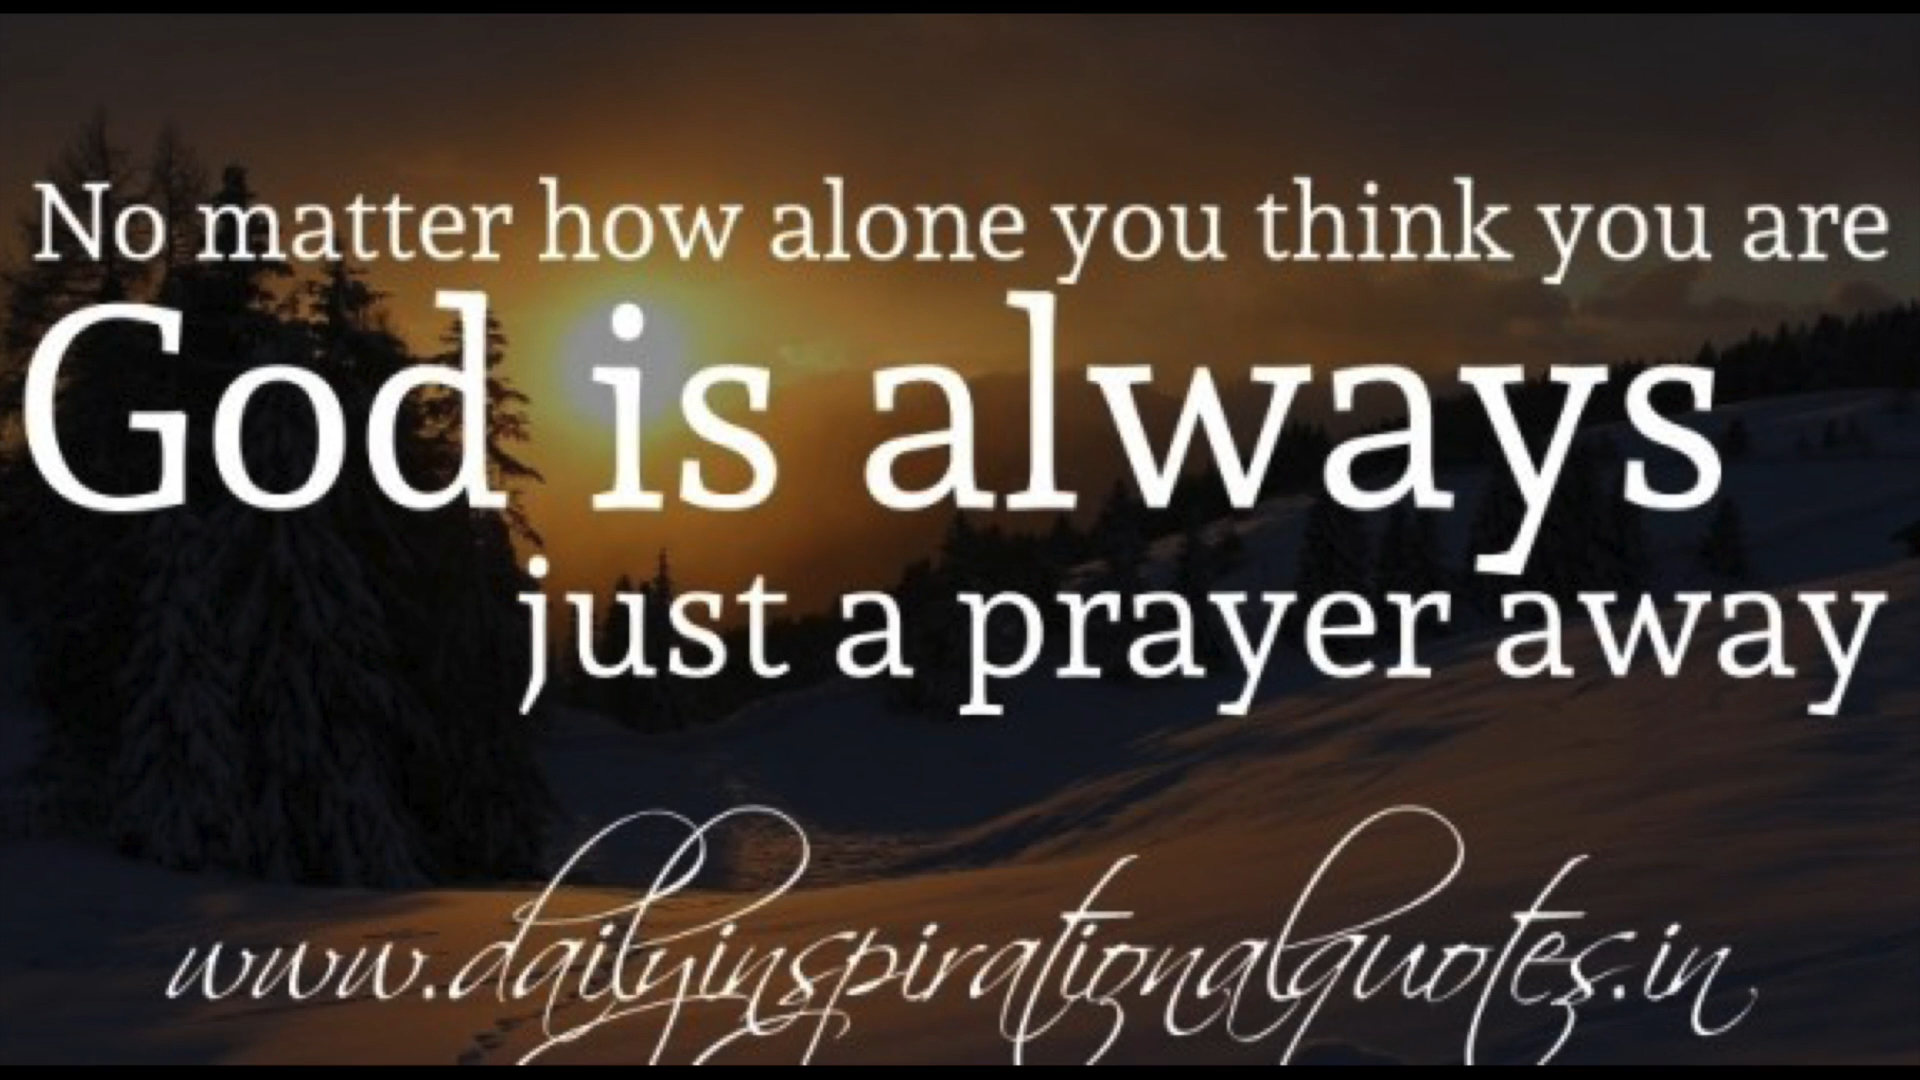 No matter how alone you think you are
God is always
just a prayer away
www.dailyinspirationalquotes.in